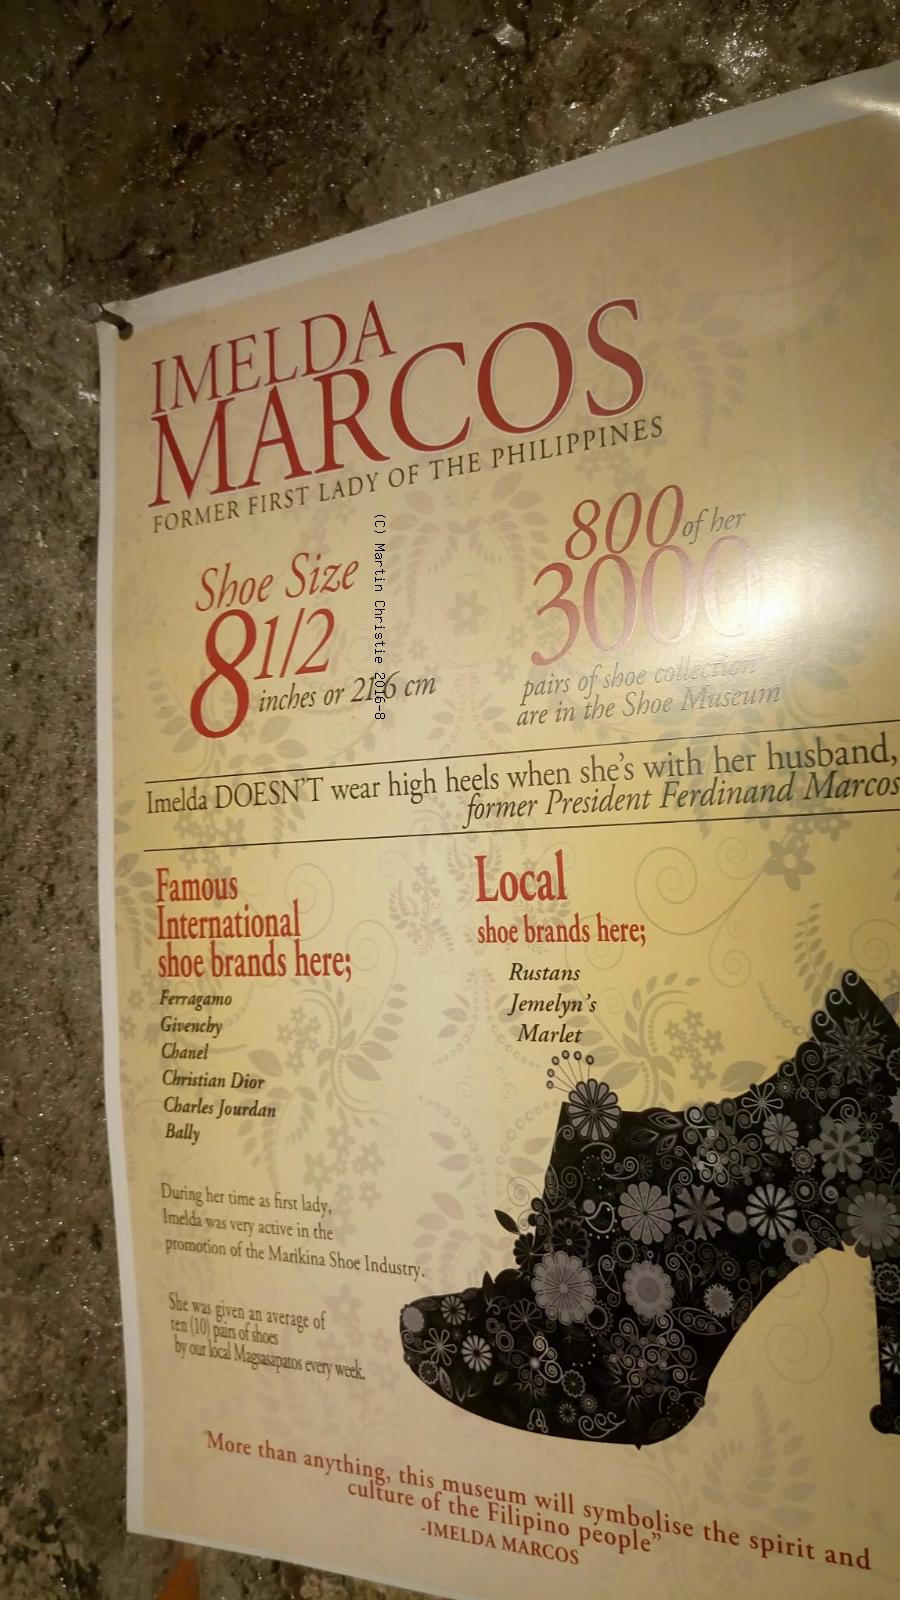 IMELDA
MARCOS
FORMER FIRST LADY OF THE PHILIPPINES
Shoe Size
8 1/2
inches or 21.6 cm
800 of her
3000
pairs of shoe collection
are in the Shoe Museum
Imelda DOESN'T wear high heels when she's with her husband,
former President Ferdinand Marcos
Famous
International
shoe brands here;
Ferragamo
Givenchy
Chanel
Christian Dior
Charles Jourdan
Bally
Local
shoe brands here;
Rustans
Jemelyn's
Marlet
During her time as first lady,
Imelda was very active in the
promotion of the Marikina Shoe Industry.
She was given an average of
ten (10) pairs of shoes
by our local Magsasapatos every week.
"More than anything, this museum will symbolise the spirit and
culture of the Filipino people"
-IMELDA MARCOS
(C) Martin Christie 2016-8